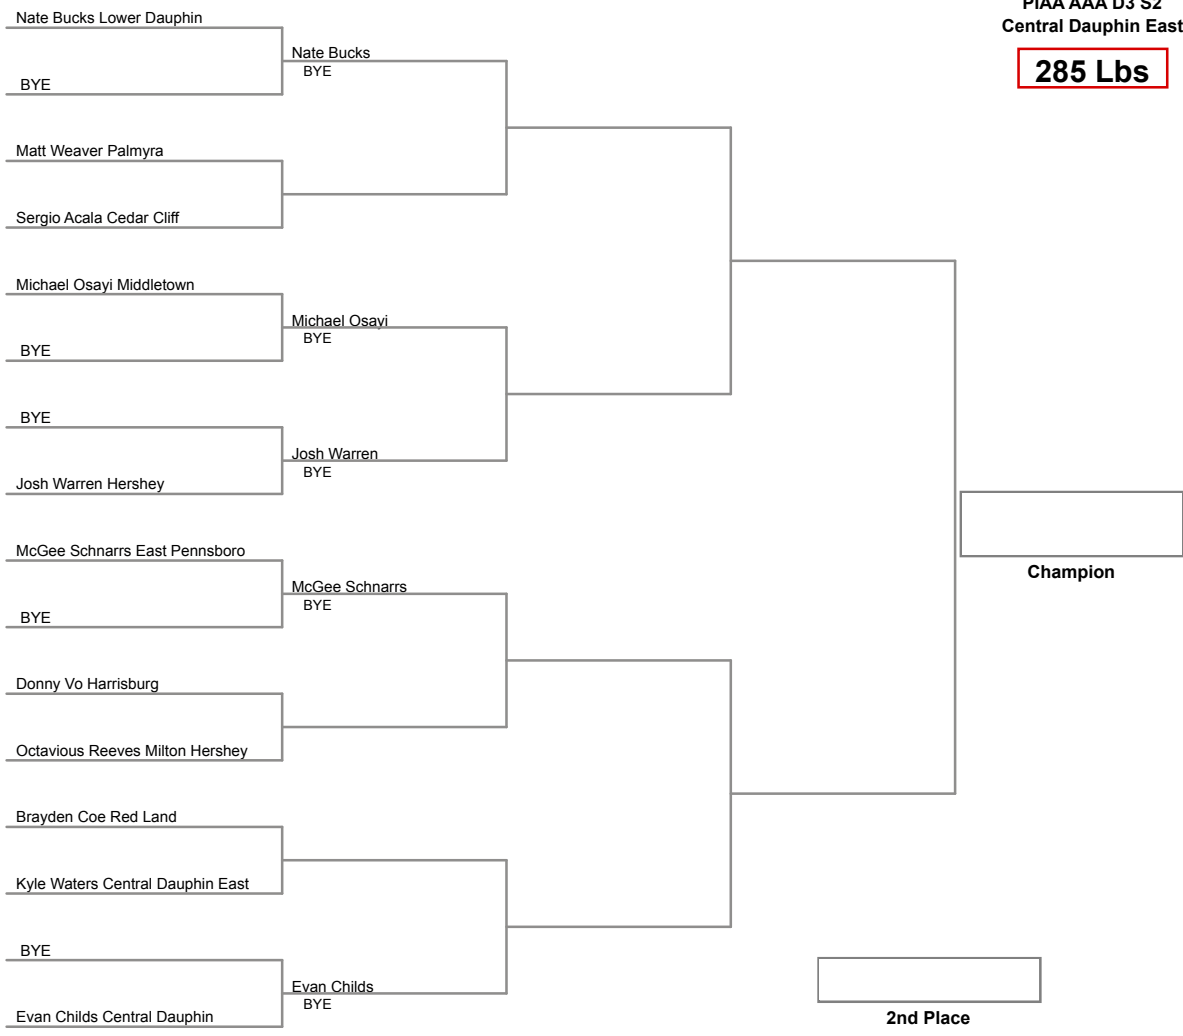 PIAA AAA D3 S2
Central Dauphin East
285 Lbs
Nate Bucks Lower Dauphin
BYE
Matt Weaver Palmyra
Sergio Acala Cedar Cliff
Michael Osayi Middletown
BYE
BYE
Josh Warren Hershey
McGee Schnarrs East Pennsboro
BYE
Donny Vo Harrisburg
Octavious Reeves Milton Hershey
Brayden Coe Red Land
Kyle Waters Central Dauphin East
BYE
Evan Childs Central Dauphin
Nate Bucks
BYE
Michael Osayi
BYE
Josh Warren
BYE
McGee Schnarrs
BYE
Evan Childs
BYE
Champion
2nd Place